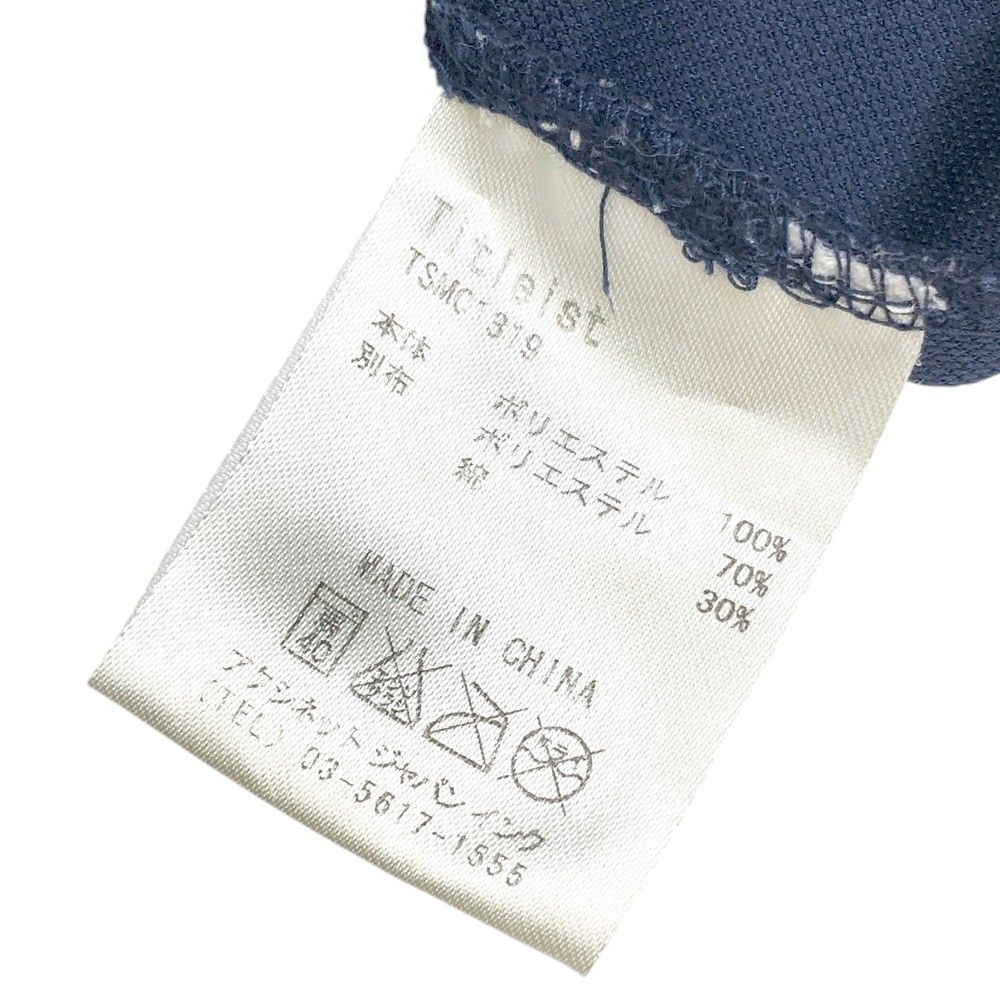 Titleist
TSMC1319
本体 ポリエステル 100%
別布 ポリエステル 70%
綿 30%
MADE IN CHINA
40
アクシネット ジャパン インク
(TEL) 03-5617-1555